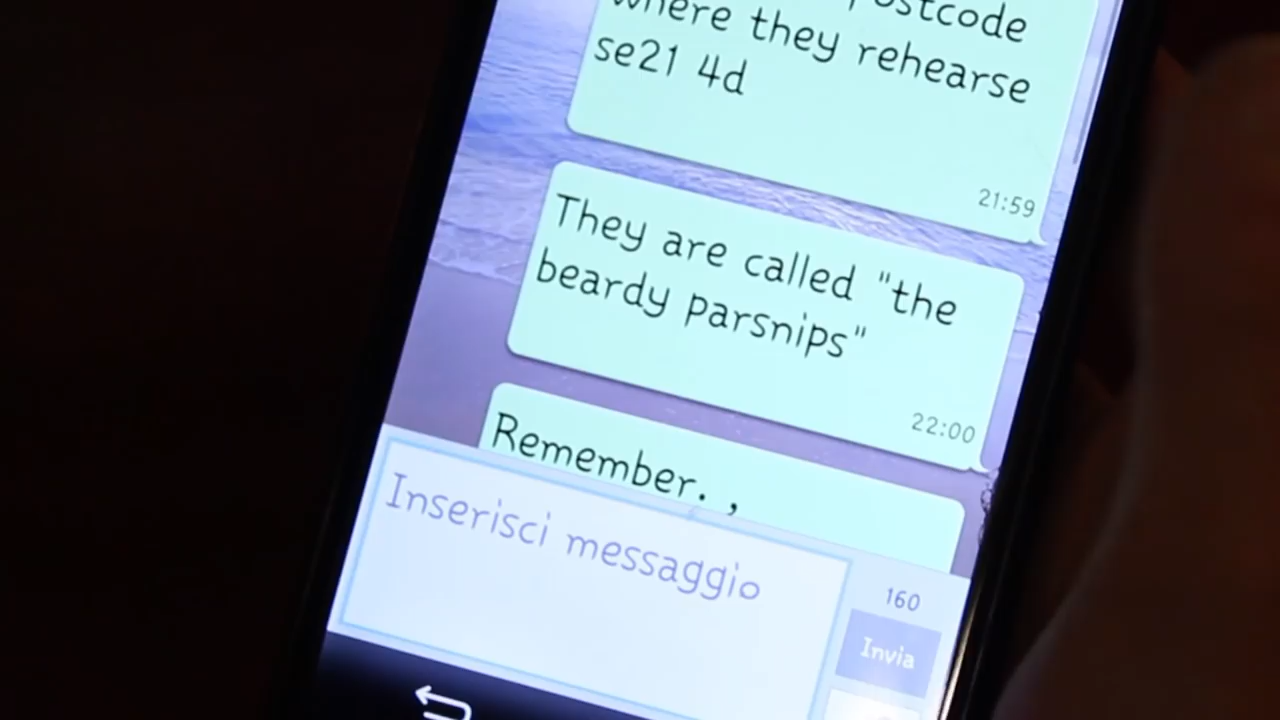 postcode
where they rehearse
se21 4d
21:59
They are called "the
beardy parsnips"
22:00
Remember. ,
Inserisci messaggio
160
Invia